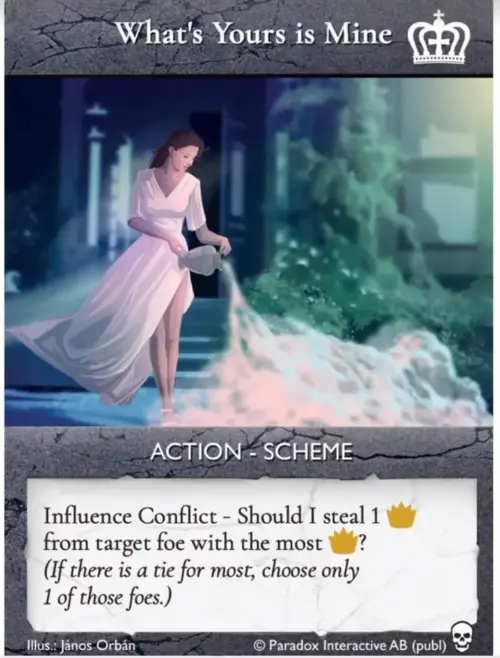 What's Yours is Mine
ACTION - SCHEME
Influence Conflict - Should I steal 1
from target foe with the most ?
(If there is a tie for most, choose only
1 of those foes.)
Illus.: János Orbán © Paradox Interactive AB (publ)